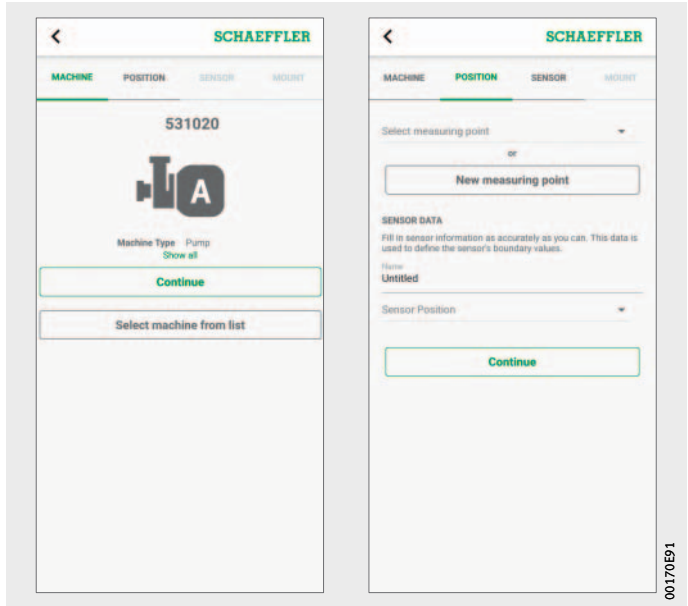 SCHAEFFLER
MACHINE POSITION SENSOR MOUNT
531020
A
Machine Type Pump
Show all
Continue
Select machine from list
SCHAEFFLER
MACHINE POSITION SENSOR MOUNT
Select measuring point
or
New measuring point
SENSOR DATA
Fill in sensor information as accurately as you can. This data is
used to define the sensor's boundary values.
Name
Untitled
Sensor Position
Continue
00170E91